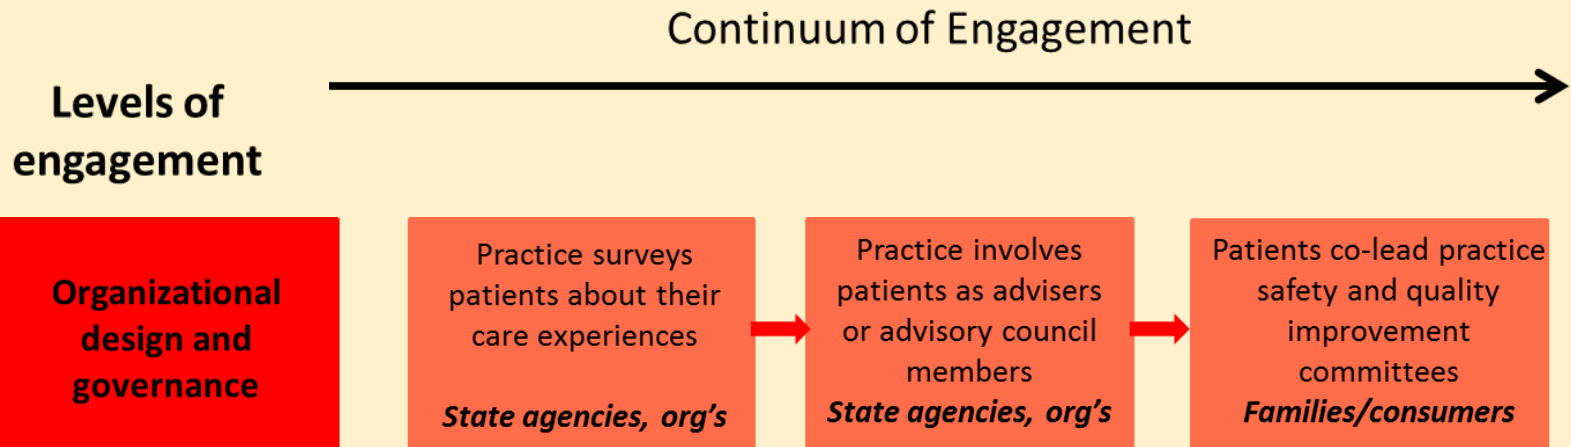 Continuum of Engagement
Levels of
engagement
Organizational
design and
governance
Practice surveys
patients about their
care experiences
State agencies, org’s
Practice involves
patients as advisers
or advisory council
members
State agencies, org’s
Patients co-lead practice
safety and quality
improvement
committees
Families/consumers